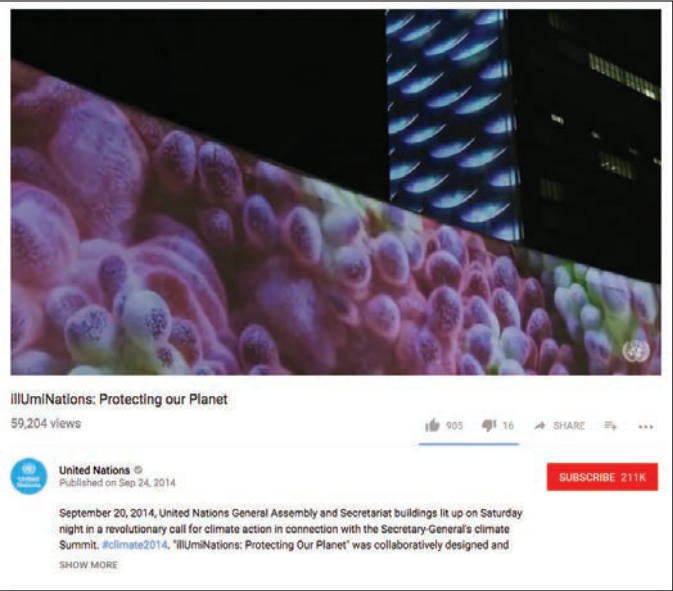 illUmiNations: Protecting our Planet
59,204 views
905 16 SHARE
United Nations
United Nations
Published on Sep 24, 2014
SUBSCRIBE 211K
September 20, 2014, United Nations General Assembly and Secretariat buildings lit up on Saturday
night in a revolutionary call for climate action in connection with the Secretary-General's climate
Summit. #climate2014. "illUmiNations: Protecting Our Planet" was collaboratively designed and
SHOW MORE